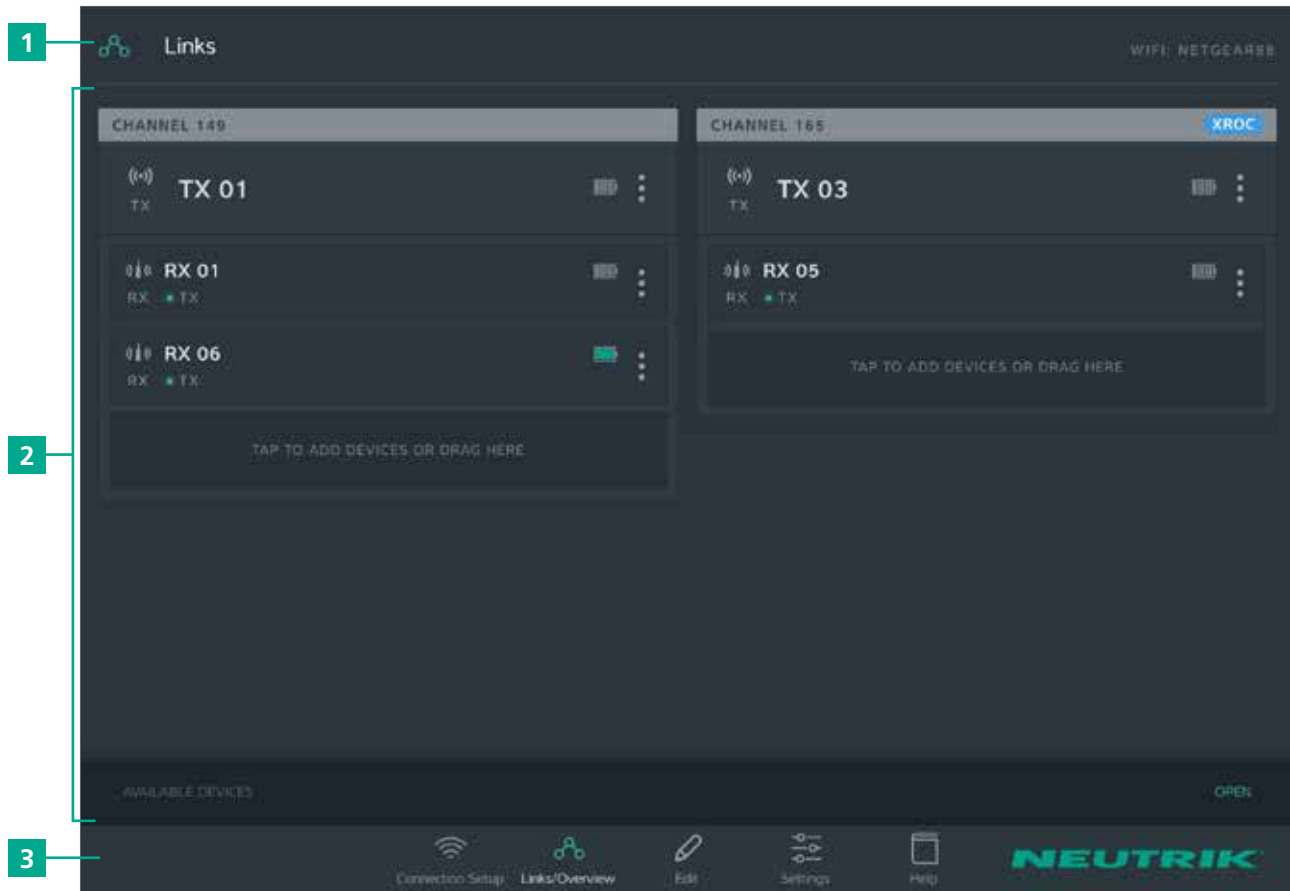 1
Links
WIFI: NETGEAR88
2
CHANNEL 149
TX 01
TX
RX 01
RX TX
RX 06
RX TX
TAP TO ADD DEVICES OR DRAG HERE
CHANNEL 165
XROC
TX 03
TX
RX 05
RX TX
TAP TO ADD DEVICES OR DRAG HERE
AVAILABLE DEVICES
OPEN
3
Connection Setup
Links/Overview
Edit
Settings
Help
NEUTRIK